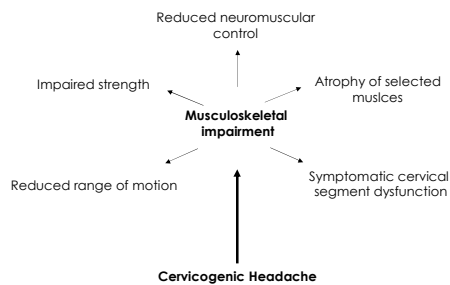 Reduced neuromuscular
control
Impaired strength
Atrophy of selected
muslces
Musculoskeletal
impairment
Reduced range of motion
Symptomatic cervical
segment dysfunction
Cervicogenic Headache